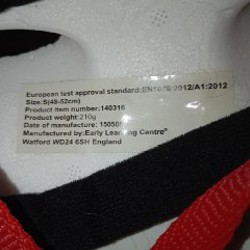 European test approval standard:EN1078:2012/A1:2012
Size:S(48-52cm)
Product item number:140316
Product weight:210g
Date of manufacture:
Manufactured by:Early Learning Centre®
Watford WD24 6SH England